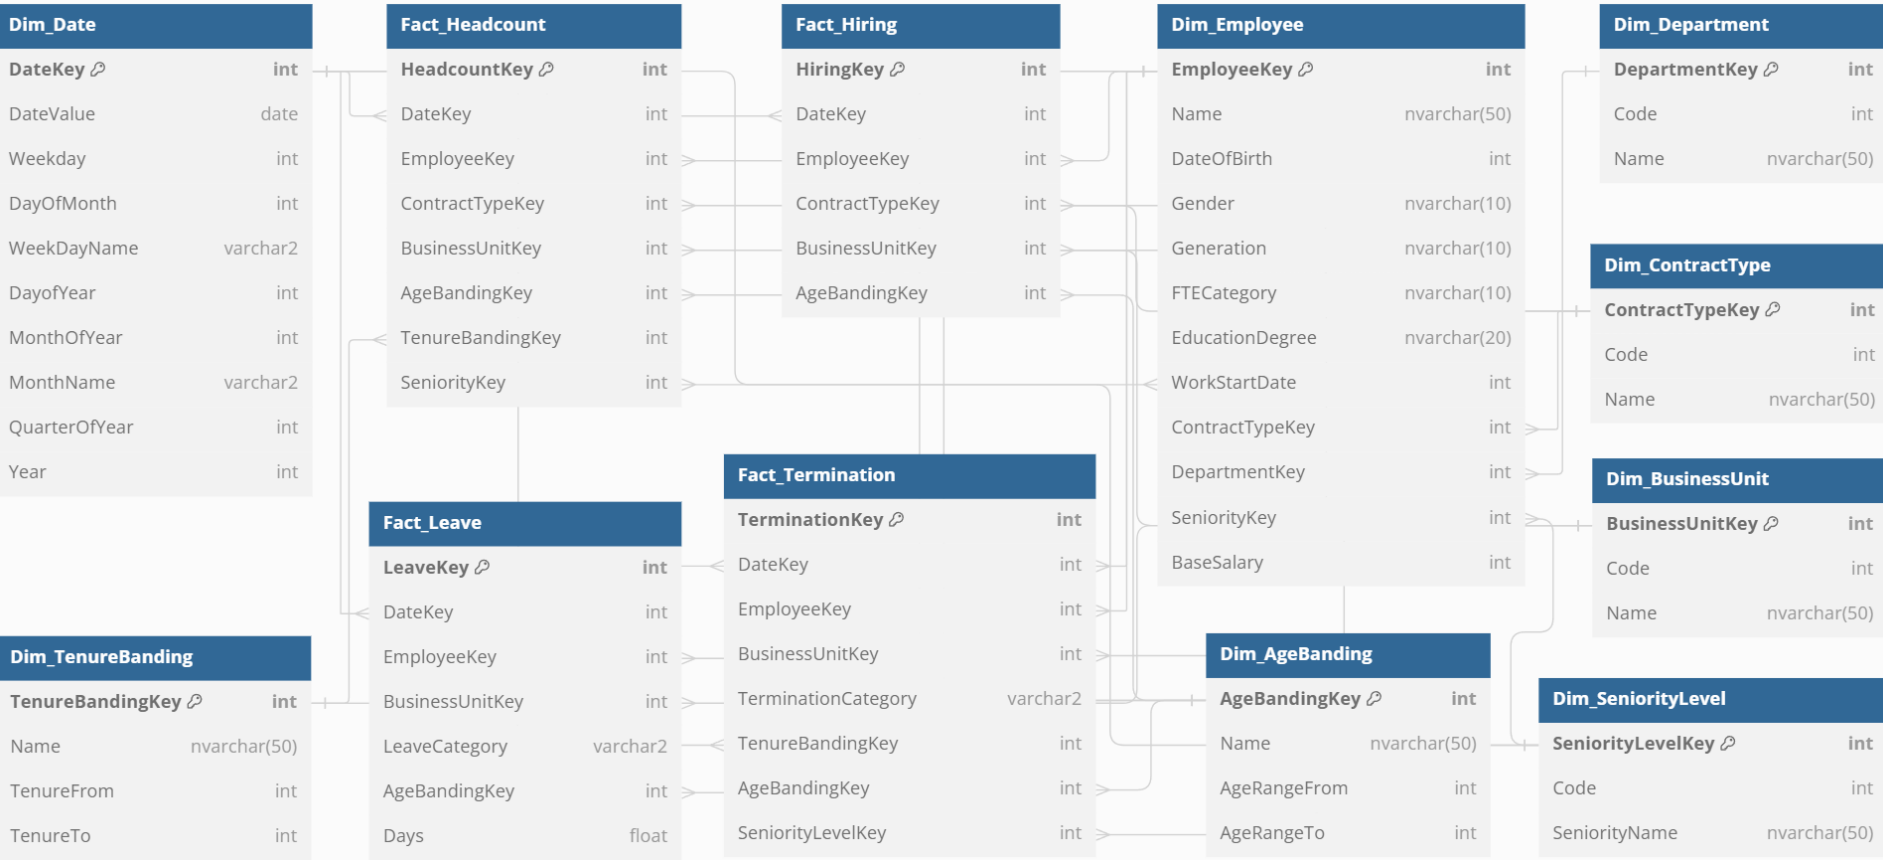 Dim_Date
DateKey int
DateValue date
Weekday int
DayOfMonth int
WeekDayName varchar2
DayofYear int
MonthOfYear int
MonthName varchar2
QuarterOfYear int
Year int
Fact_Headcount
HeadcountKey int
DateKey int
EmployeeKey int
ContractTypeKey int
BusinessUnitKey int
AgeBandingKey int
TenureBandingKey int
SeniorityKey int
Fact_Hiring
HiringKey int
DateKey int
EmployeeKey int
ContractTypeKey int
BusinessUnitKey int
AgeBandingKey int
Dim_Employee
EmployeeKey int
Name nvarchar(50)
DateOfBirth int
Gender nvarchar(10)
Generation nvarchar(10)
FTECategory nvarchar(10)
EducationDegree nvarchar(20)
WorkStartDate int
ContractTypeKey int
DepartmentKey int
SeniorityKey int
BaseSalary int
Dim_Department
DepartmentKey int
Code int
Name nvarchar(50)
Dim_ContractType
ContractTypeKey int
Code int
Name nvarchar(50)
Dim_BusinessUnit
BusinessUnitKey int
Code int
Name nvarchar(50)
Dim_TenureBanding
TenureBandingKey int
Name nvarchar(50)
TenureFrom int
TenureTo int
Fact_Leave
LeaveKey int
DateKey int
EmployeeKey int
BusinessUnitKey int
LeaveCategory varchar2
AgeBandingKey int
Days float
Fact_Termination
TerminationKey int
DateKey int
EmployeeKey int
BusinessUnitKey int
TerminationCategory varchar2
TenureBandingKey int
AgeBandingKey int
SeniorityLevelKey int
Dim_AgeBanding
AgeBandingKey int
Name nvarchar(50)
AgeRangeFrom int
AgeRangeTo int
Dim_SeniorityLevel
SeniorityLevelKey int
Code int
SeniorityName nvarchar(50)